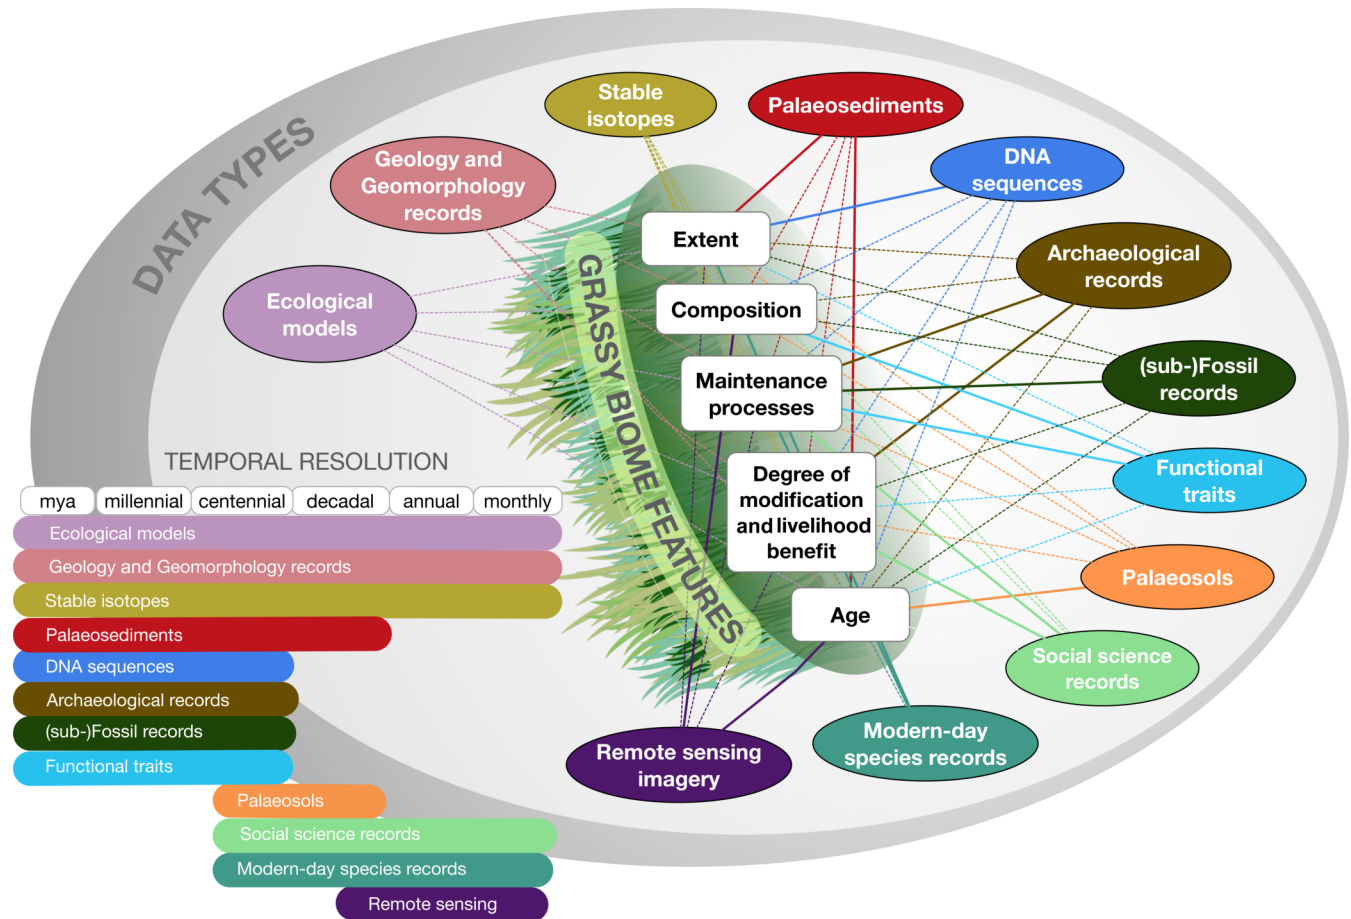 DATA TYPES
Stable
isotopes
Palaeosediments
Geology and
Geomorphology
records
DNA
sequences
Archaeological
records
Ecological
models
(sub-)Fossil
records
Functional
traits
Palaeosols
Social science
records
Modern-day
species records
Remote sensing
imagery
GRASSY BIOME FEATURES
Extent
Composition
Maintenance
processes
Degree of
modification
and livelihood
benefit
Age
TEMPORAL RESOLUTION
mya millennial centennial decadal annual monthly
Ecological models
Geology and Geomorphology records
Stable isotopes
Palaeosediments
DNA sequences
Archaeological records
(sub-)Fossil records
Functional traits
Palaeosols
Social science records
Modern-day species records
Remote sensing